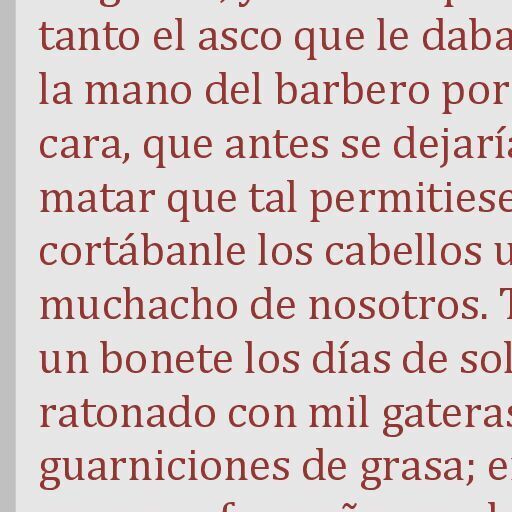 tanto el asco que le daba
la mano del barbero por
cara, que antes se dejaría
matar que tal permitiese
cortábanle los cabellos u
muchacho de nosotros. T
un bonete los días de sol
ratonado con mil gateras
guarniciones de grasa; e